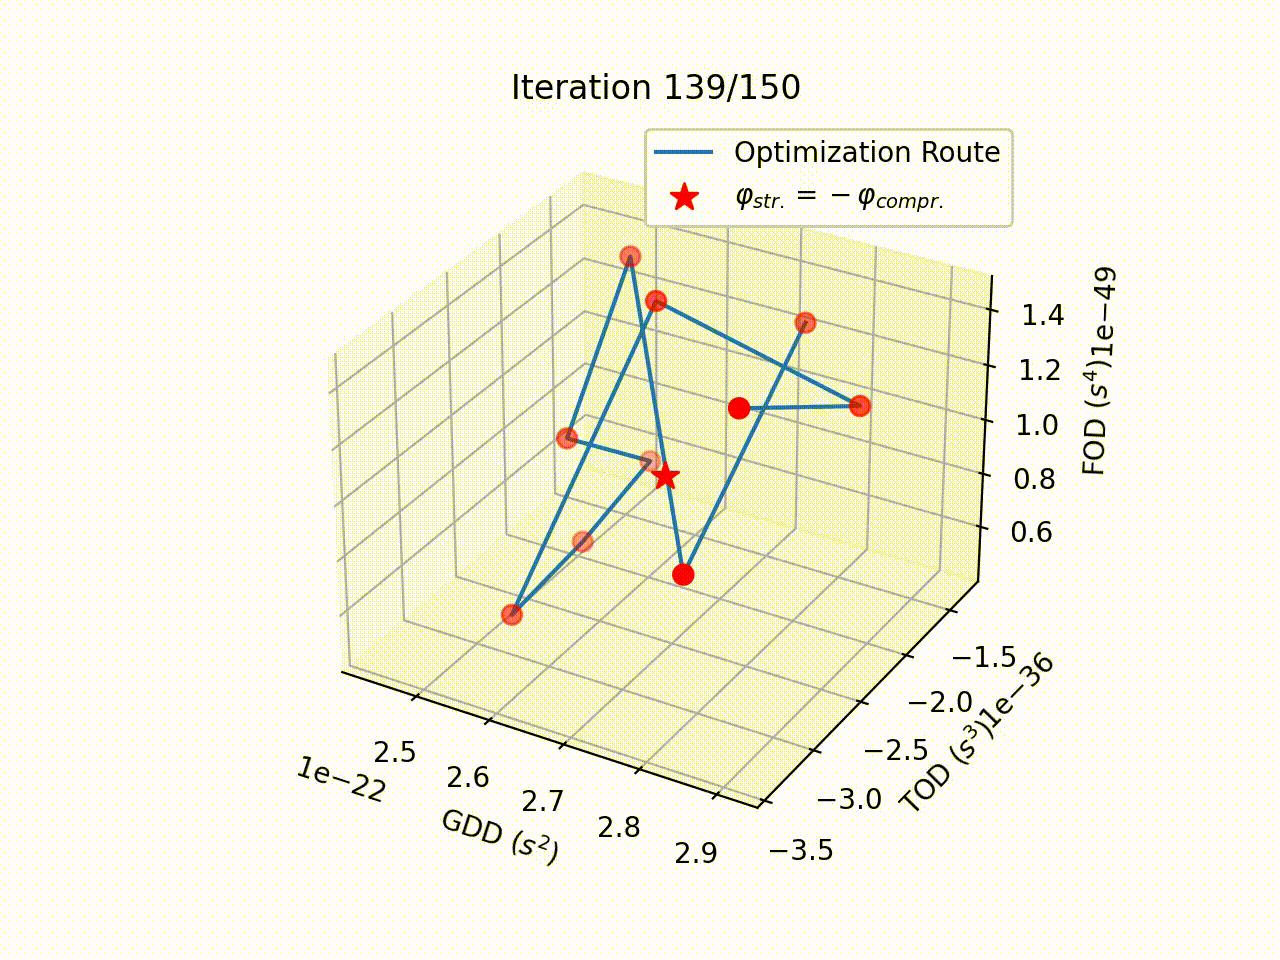 Iteration 139/150
Optimization Route
φstr. = −φcompr.
1.4
1.2
1.0
0.8
0.6
FOD (s⁴)1e−49
−1.5
−2.0
−2.5
−3.0
−3.5
TOD (s³)1e−36
2.5
2.6
2.7
2.8
2.9
1e−22
GDD (s²)